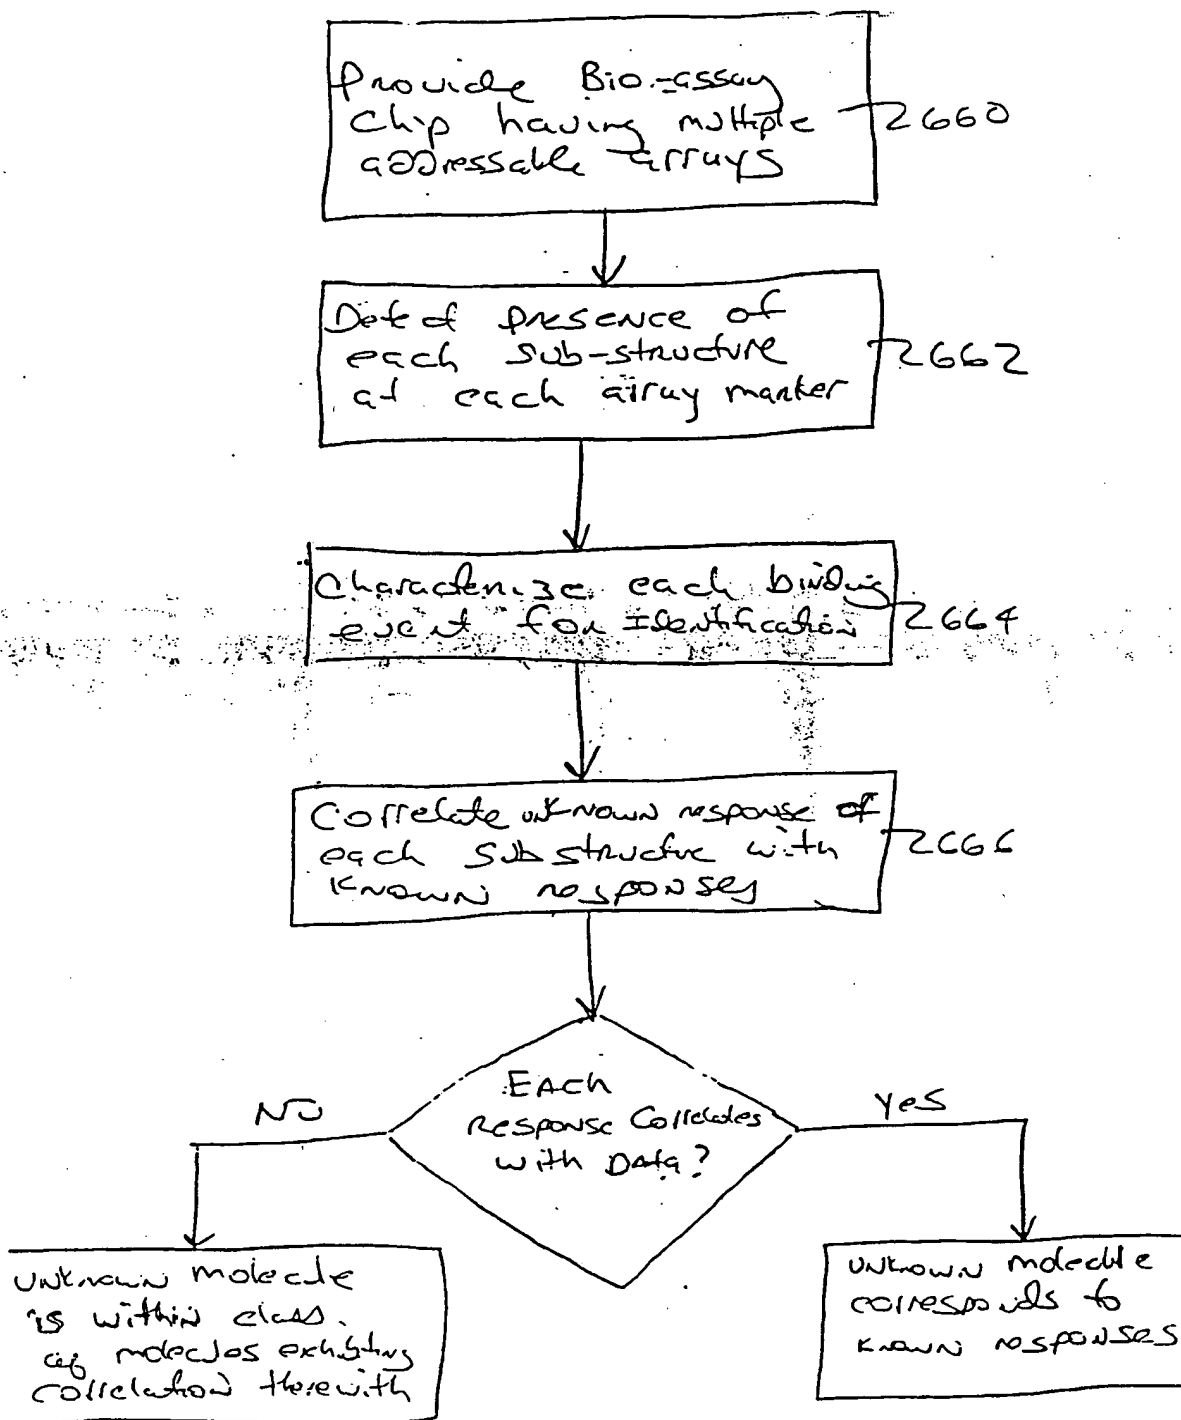 Provide Bio-assay
Chip having multiple
addressable arrays
2660
Detect presence of
each sub-structure
at each array marker
2662
Characterize each binding
event for Identification
2664
Correlate unknown response of
each substructure with
known responses
2666
EAch
Response Correlates
with DAta?
NO
Yes
UNKnown molecule
is within class
of molecules exhibiting
correlation therewith
UNKnown molecule
corresponds to
known responses